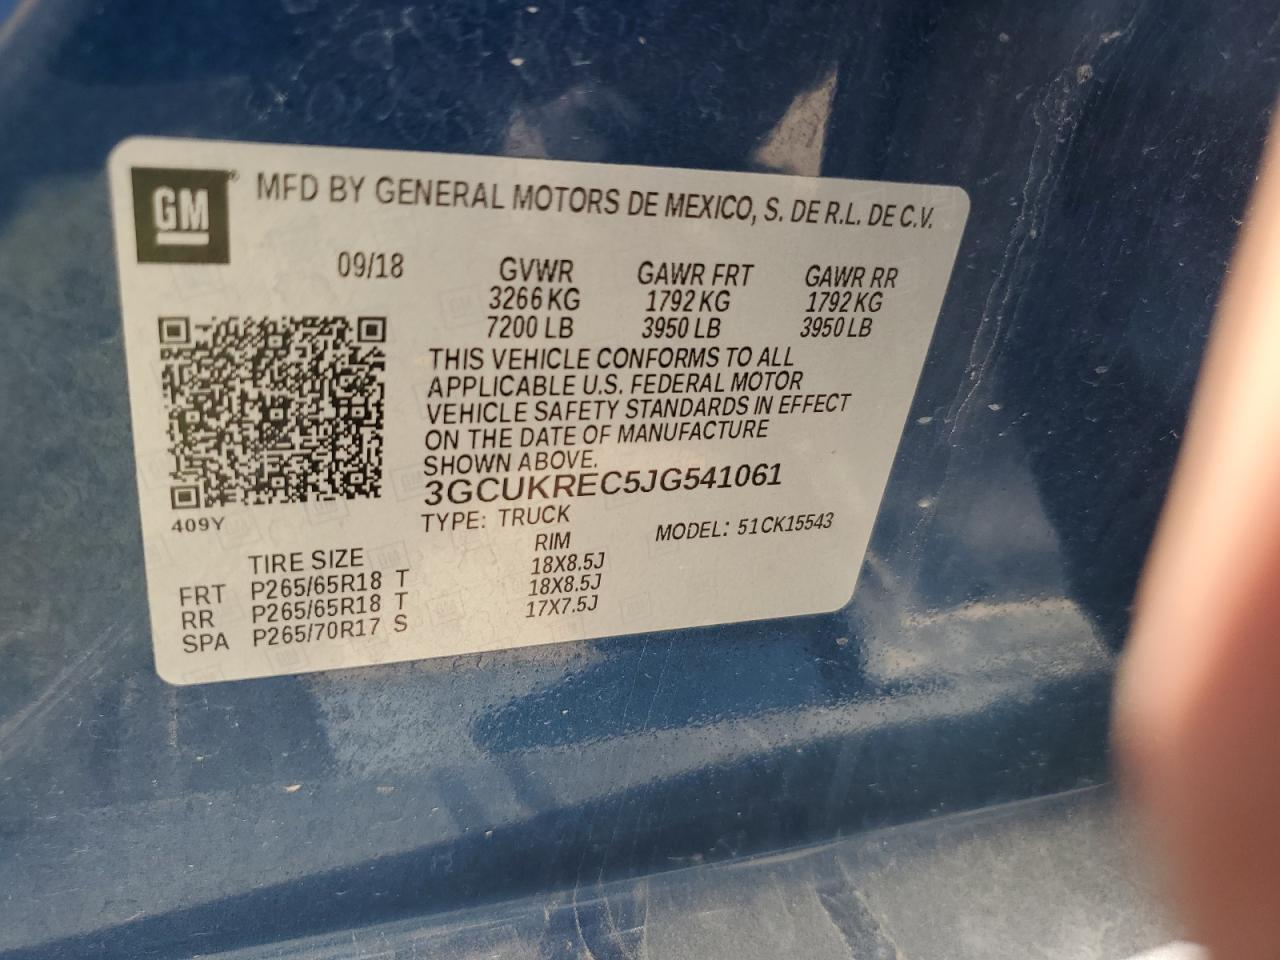 GM
MFD BY GENERAL MOTORS DE MEXICO, S. DE R.L. DE C.V.
09/18 GVWR GAWR FRT GAWR RR
3266 KG 1792 KG 1792 KG
7200 LB 3950 LB 3950 LB
THIS VEHICLE CONFORMS TO ALL
APPLICABLE U.S. FEDERAL MOTOR
VEHICLE SAFETY STANDARDS IN EFFECT
ON THE DATE OF MANUFACTURE
SHOWN ABOVE.
3GCUKREC5JG541061
409Y
TYPE: TRUCK MODEL: 51CK15543
TIRE SIZE RIM
FRT P265/65R18 T 18X8.5J
RR P265/65R18 T 18X8.5J
SPA P265/70R17 S 17X7.5J